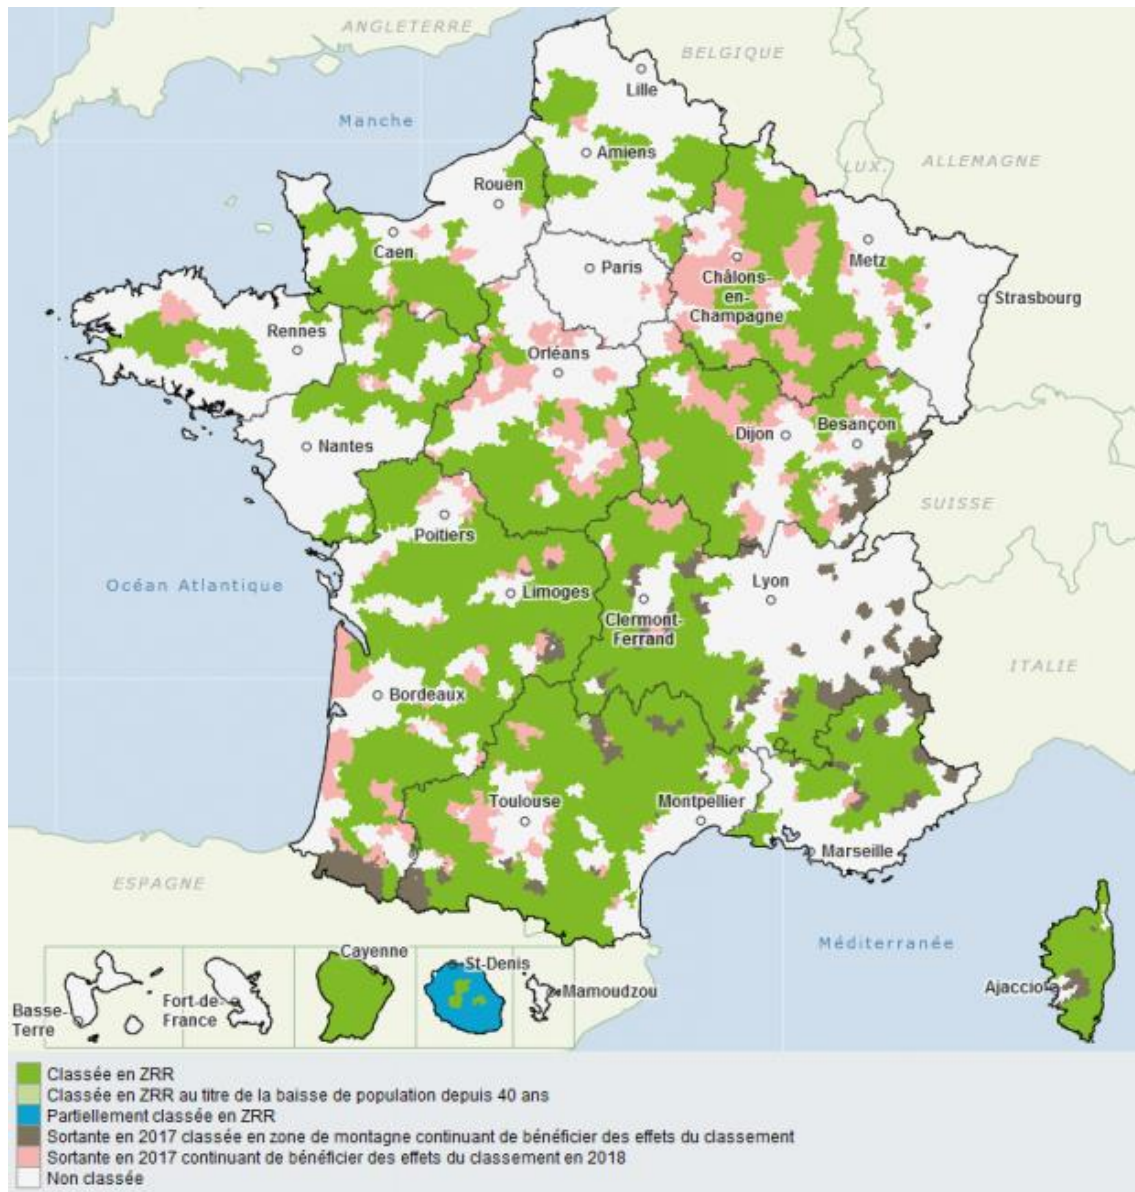 ANGLETERRE
BELGIQUE
Lille
Manche
Amiens
LUX.
ALLEMAGNE
Rouen
Caen
Paris
Metz
Châlons-
en-
Champagne
Strasbourg
Rennes
Orléans
Nantes
Dijon
Besançon
SUISSE
Poitiers
Océan Atlantique
Limoges
Lyon
Clermont-
Ferrand
ITALIE
Bordeaux
Toulouse
Montpellier
Marseille
ESPAGNE
Méditerranée
Cayenne
St-Denis
Mamoudzou
Basse-
Terre
Fort-de-
France
Ajaccio
Classée en ZRR
Classée en ZRR au titre de la baisse de population depuis 40 ans
Partiellement classée en ZRR
Sortante en 2017 classée en zone de montagne continuant de bénéficier des effets du classement
Sortante en 2017 continuant de bénéficier des effets du classement en 2018
Non classée